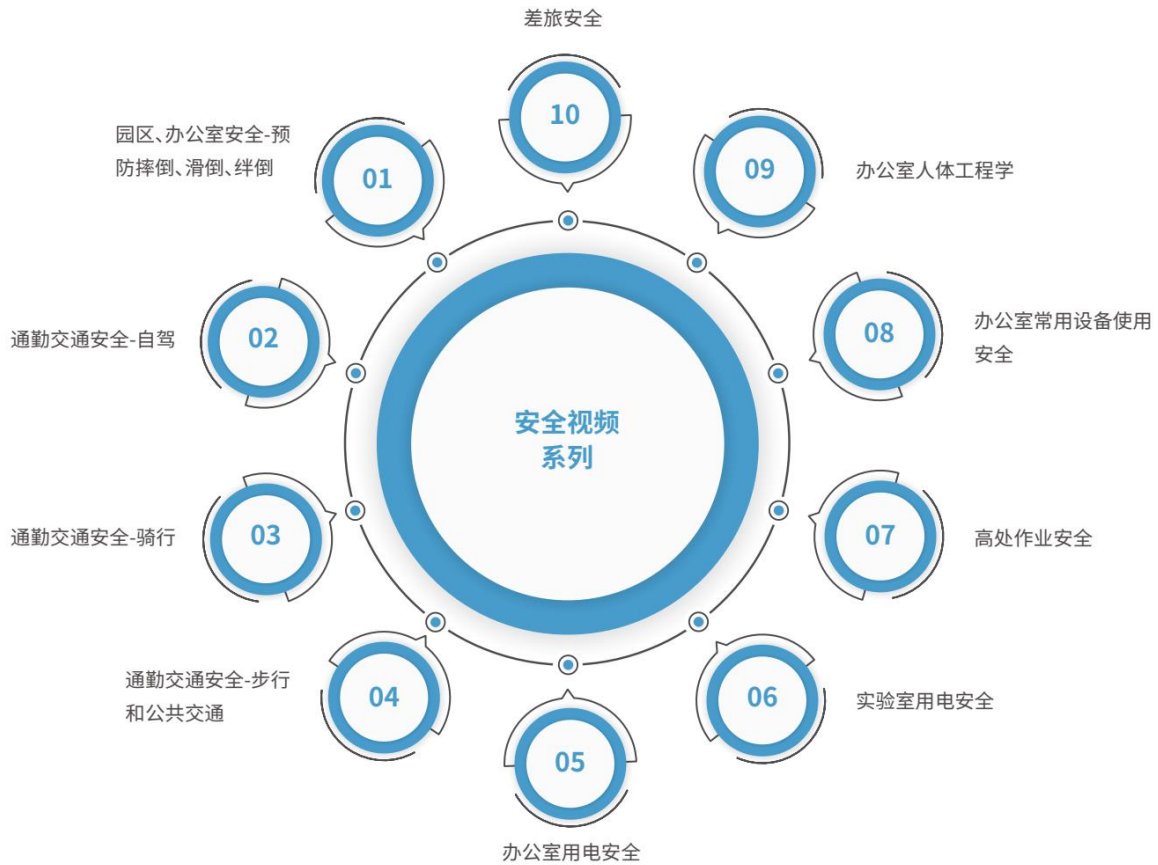 差旅安全
10
园区、办公室安全-预
防摔倒、滑倒、绊倒
01
09
办公室人体工程学
通勤交通安全-自驾
02
08
办公室常用设备使用
安全
安全视频
系列
通勤交通安全-骑行
03
07
高处作业安全
通勤交通安全-步行
和公共交通
04
06
实验室用电安全
05
办公室用电安全